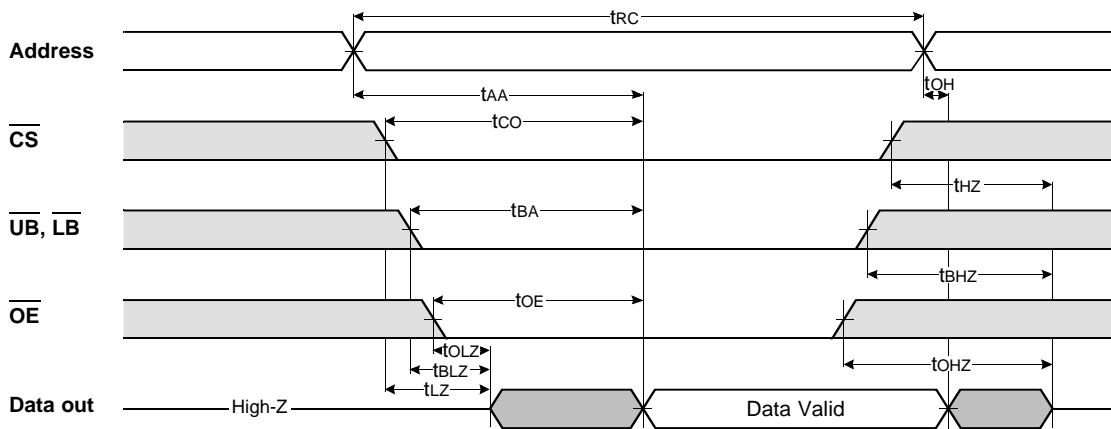 tRC
Address
tOH
tAA
CS
tCO
tHZ
UB, LB
tBA
tBHZ
OE
tOE
tOLZ
tOHZ
tBLZ
tLZ
Data out
High-Z
Data Valid